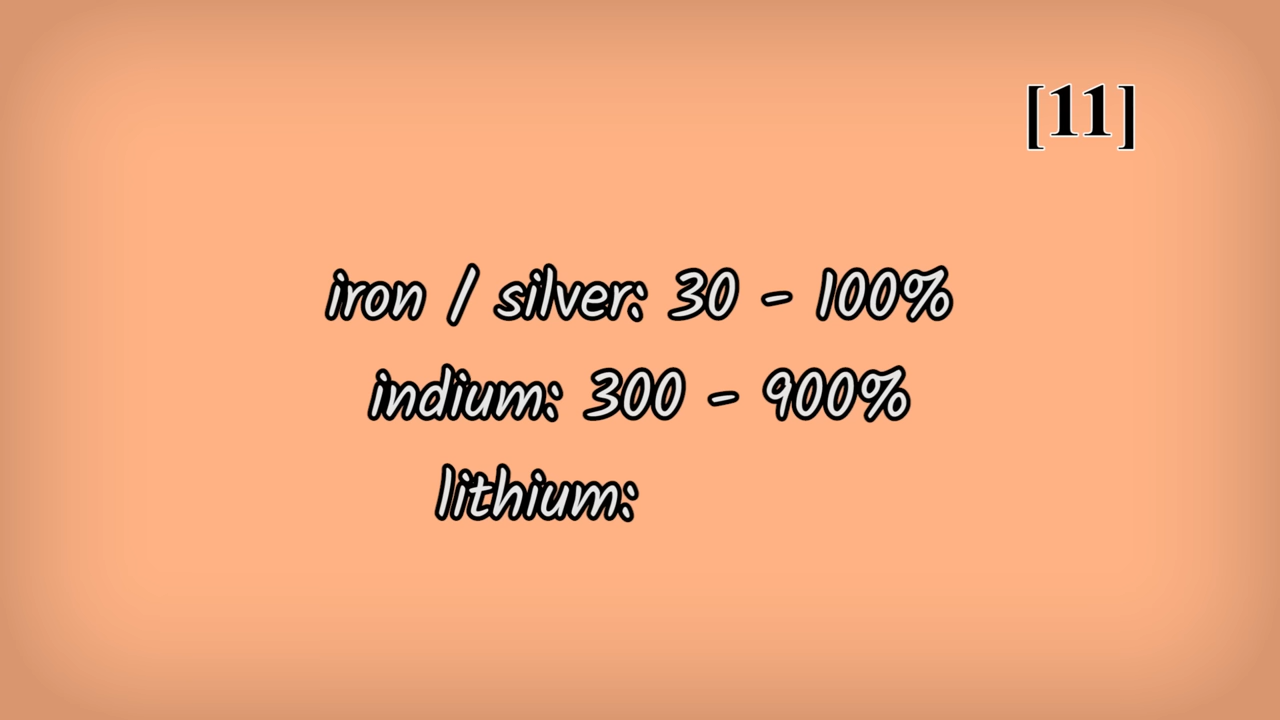 [11]
iron / silver: 30 - 100%
indium: 300 - 900%
lithium: